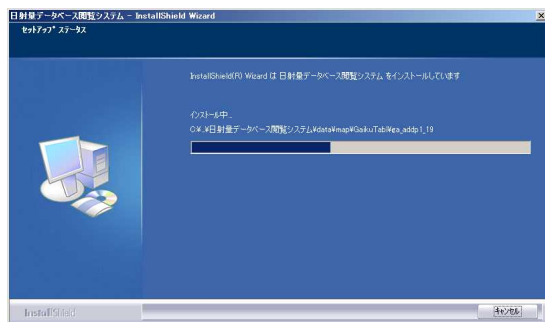 日射量データベース閲覧システム - InstallShield Wizard
セットアップ ステータス
InstallShield(R) Wizard は 日射量データベース閲覧システム をインストールしています
インストール中...
C:¥..¥日射量データベース閲覧システム¥data¥map¥GaikuTabi¥ga_addp1_19
InstallShield
キャンセル